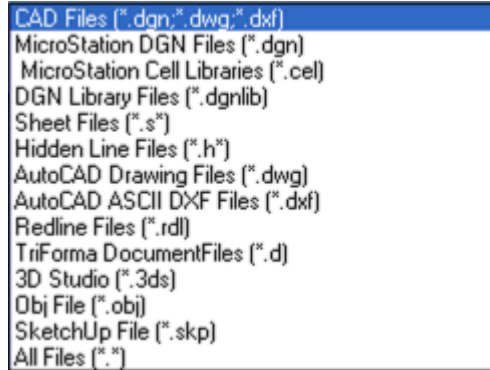 CAD Files (*.dgn;*.dwg;*.dxf)
MicroStation DGN Files (*.dgn)
MicroStation Cell Libraries (*.cel)
DGN Library Files (*.dgnlib)
Sheet Files (*.s*)
Hidden Line Files (*.h*)
AutoCAD Drawing Files (*.dwg)
AutoCAD ASCII DXF Files (*.dxf)
Redline Files (*.rdl)
TriForma DocumentFiles (*.d)
3D Studio (*.3ds)
Obj File (*.obj)
SketchUp File (*.skp)
All Files (*.*)